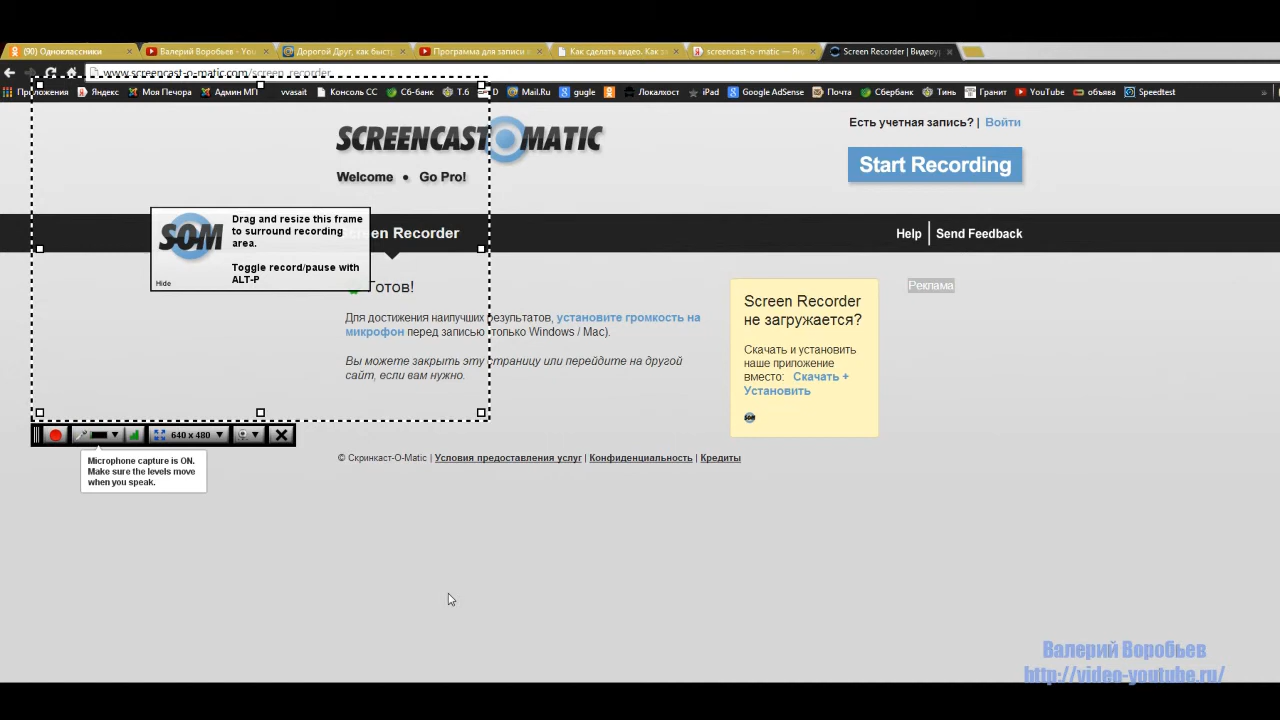 (90) Одноклассники
Валерий Воробьев - You
Дорогой Друг, как быст
Программа для записи з
Как сделать видео. Как за
screencast-o-matic — Ян
Screen Recorder | Видеоур
www.screencast-o-matic.com/screen_recorder
Приложения Яндекс Моя Печора Админ МП vvasait Консоль СС Сб-банк Т.б D Mail.Ru gugle Локалхост iPad Google AdSense Почта Сбербанк Тинь Гранит YouTube объява Speedtest
SCREENCAST O MATIC
Есть учетная запись? | Войти
Start Recording
Welcome • Go Pro!
SOM
Drag and resize this frame
to surround recording
area.
Toggle record/pause with
ALT-P
Hide
een Recorder
Help | Send Feedback
Готов!
Для достижения наилучших результатов, установите громкость на
микрофон перед записью только Windows / Mac).
Вы можете закрыть эту страницу или перейдите на другой
сайт, если вам нужно.
Screen Recorder
не загружается?
Скачать и установить
наше приложение
вместо: Скачать +
Установить
Реклама
640 x 480
Microphone capture is ON.
Make sure the levels move
when you speak.
© Скринкаст-О-Matic | Условия предоставления услуг | Конфиденциальность | Кредиты
Валерий Воробьев
http://video-youtube.ru/